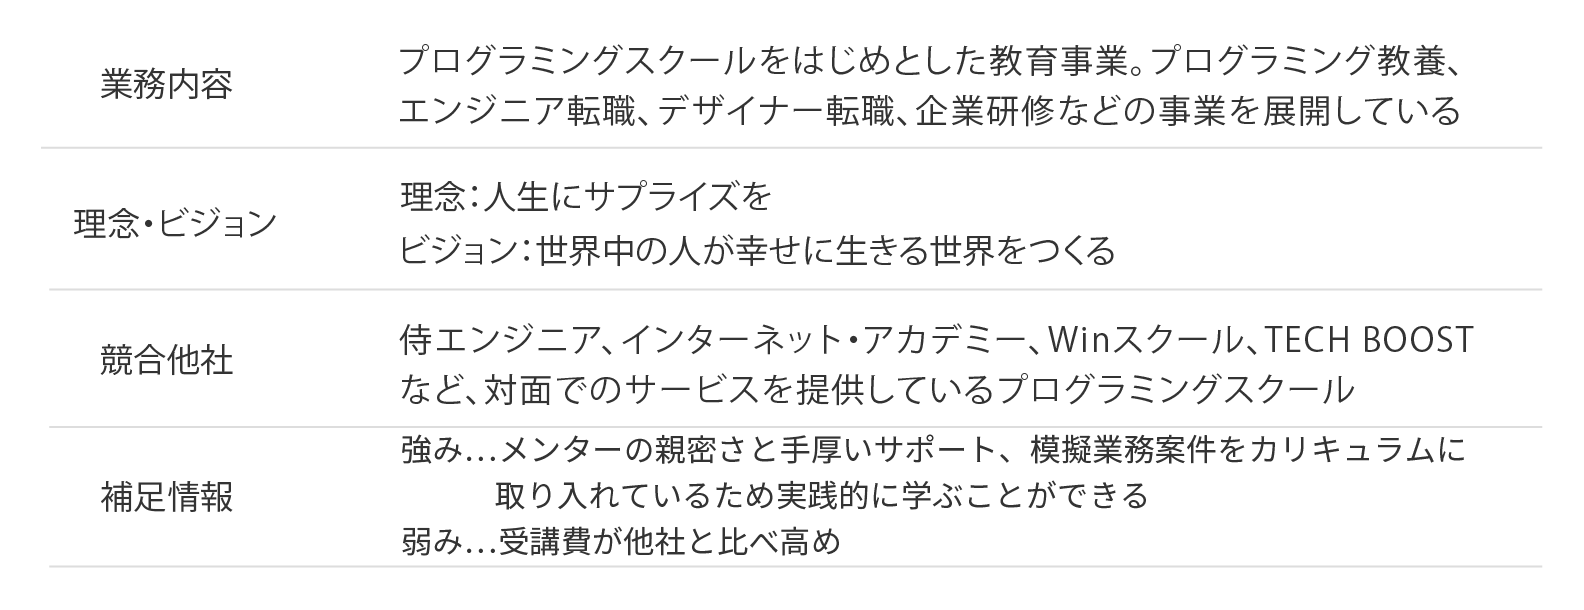 業務内容
プログラミングスクールをはじめとした教育事業。プログラミング教養、
エンジニア転職、デザイナー転職、企業研修などの事業を展開している
理念・ビジョン
理念：人生にサプライズを
ビジョン：世界中の人が幸せに生きる世界をつくる
競合他社
侍エンジニア、インターネット・アカデミー、Winスクール、TECH BOOST
など、対面でのサービスを提供しているプログラミングスクール
補足情報
強み…メンターの親密さと手厚いサポート、模擬業務案件をカリキュラムに
取り入れているため実践的に学ぶことができる
弱み…受講費が他社と比べ高め